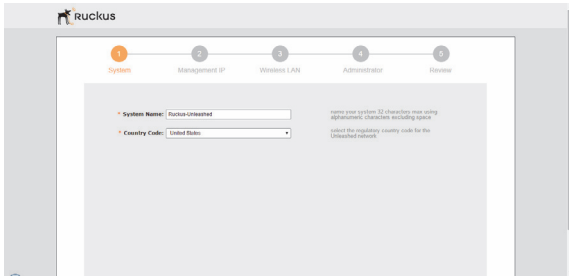 Ruckus
1 2 3 4 5
System Management IP Wireless LAN Administrator Review
* System Name: Ruckus-Unleashed
name your system 32 characters max using
alphanumeric characters excluding space
* Country Code: United States
select the regulatory country code for the
Unleashed network